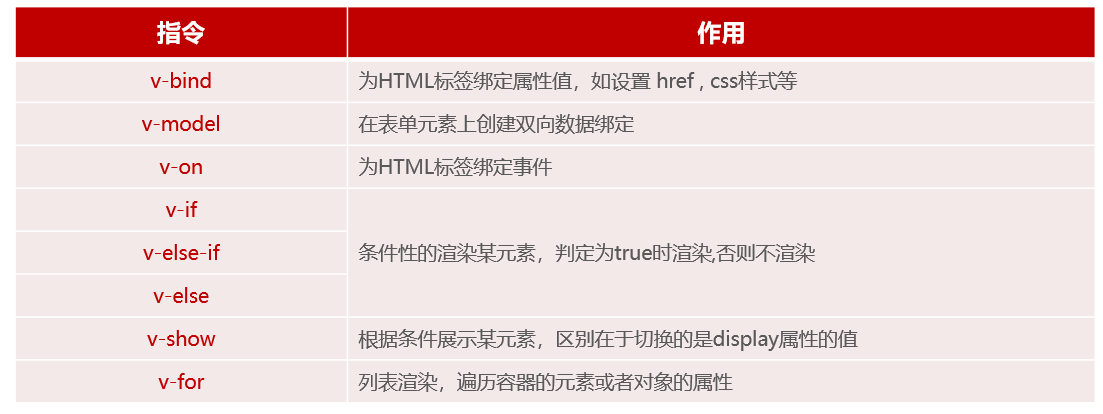 指令 作用
v-bind 为HTML标签绑定属性值，如设置 href , css样式等
v-model 在表单元素上创建双向数据绑定
v-on 为HTML标签绑定事件
v-if
v-else-if 条件性的渲染某元素，判定为true时渲染,否则不渲染
v-else
v-show 根据条件展示某元素，区别在于切换的是display属性的值
v-for 列表渲染，遍历容器的元素或者对象的属性